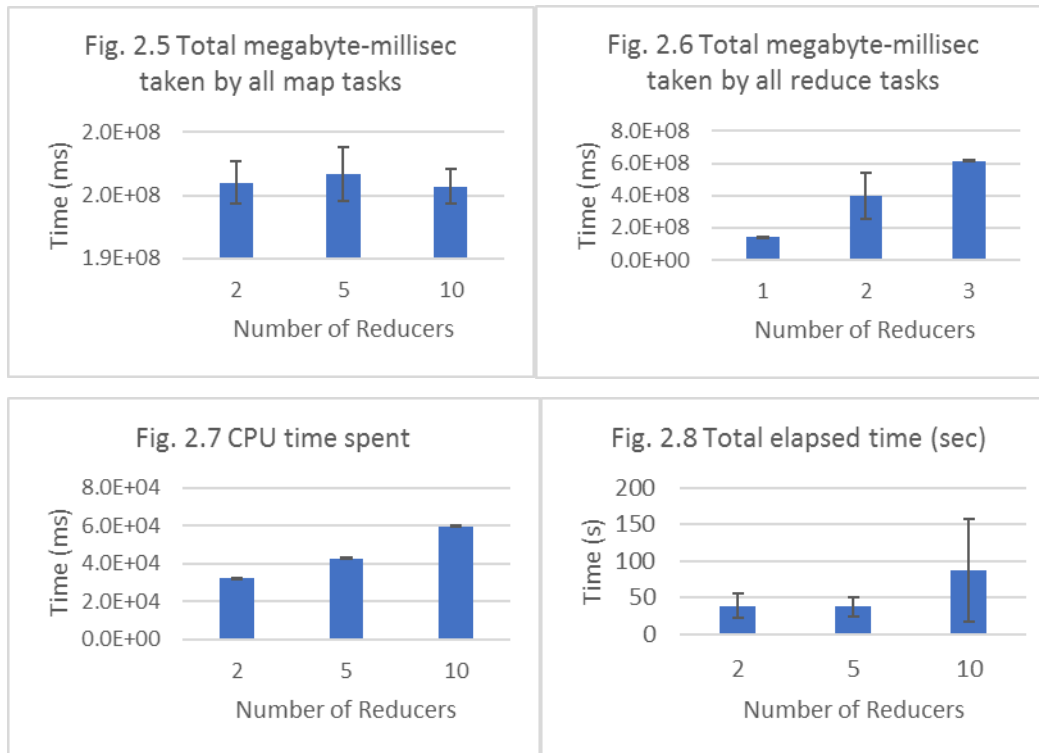 Fig. 2.5 Total megabyte-millisec
taken by all map tasks
2.0E+08
2.0E+08
1.9E+08
Time (ms)
2 5 10
Number of Reducers
Fig. 2.6 Total megabyte-millisec
taken by all reduce tasks
8.0E+08
6.0E+08
4.0E+08
2.0E+08
0.0E+00
Time (ms)
1 2 3
Number of Reducers
Fig. 2.7 CPU time spent
8.0E+04
6.0E+04
4.0E+04
2.0E+04
0.0E+00
Time (ms)
2 5 10
Number of Reducers
Fig. 2.8 Total elapsed time (sec)
200
150
100
50
0
Time (s)
2 5 10
Number of Reducers